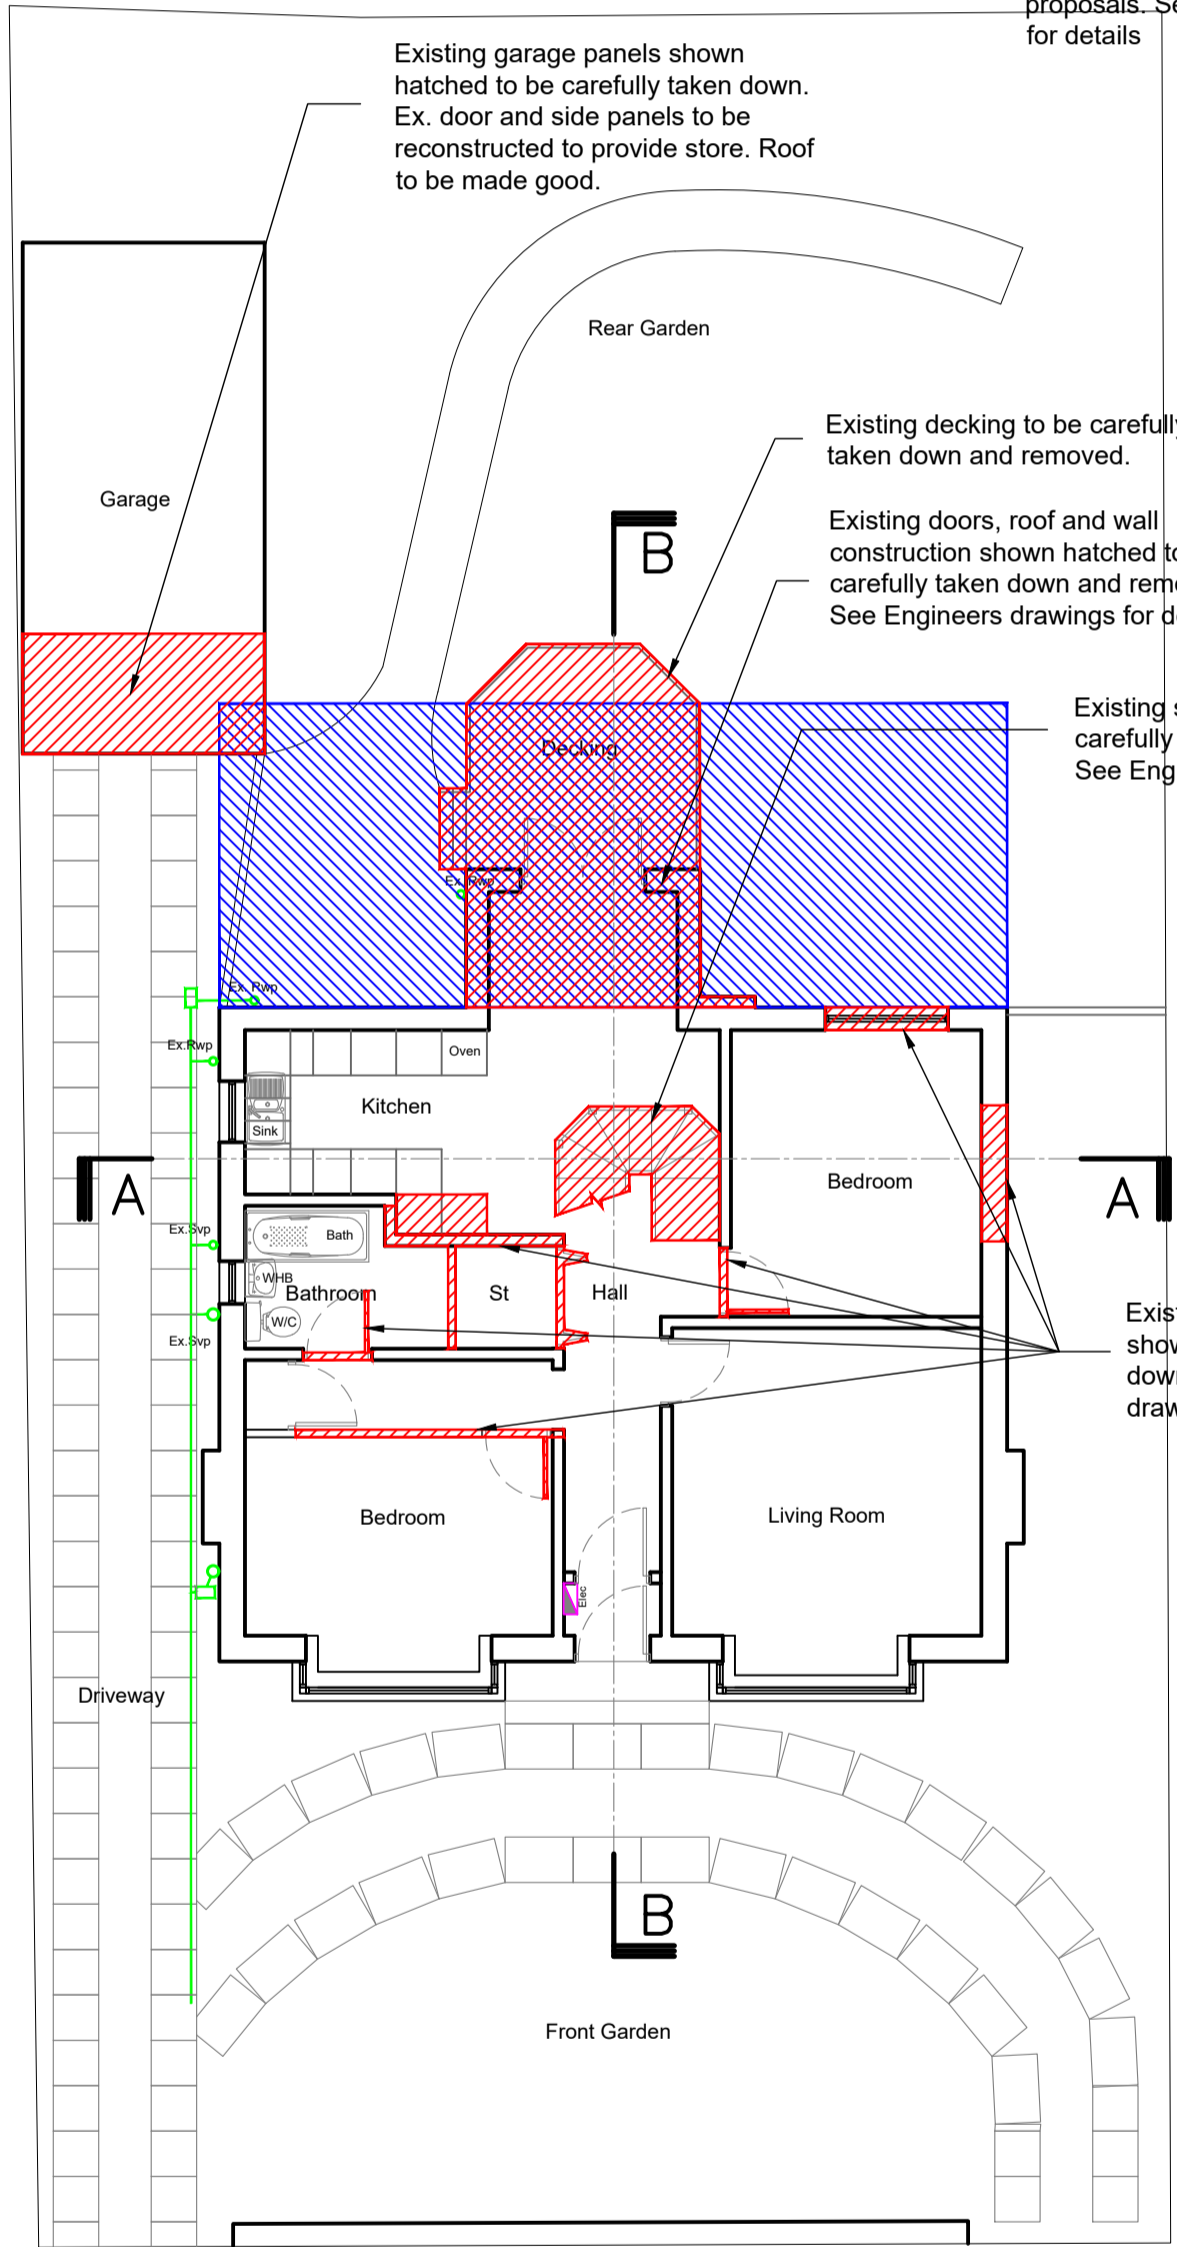 proposals. Se
for details
Existing garage panels shown
hatched to be carefully taken down.
Ex. door and side panels to be
reconstructed to provide store. Roof
to be made good.
Rear Garden
Existing decking to be carefully
taken down and removed.
Garage
Existing doors, roof and wall
construction shown hatched to
carefully taken down and remo
See Engineers drawings for de
B
Existing s
carefully
See Eng
Decking
Ex. Rwp
Ex. Rwp
Ex.Rwp
Oven
Kitchen
Sink
Bedroom
A
A
Ex.Svp
Bath
WHB
Bathroom
St
Hall
W/C
Ex.Svp
Exist
show
down
draw
Bedroom
Living Room
Elec
Driveway
B
Front Garden